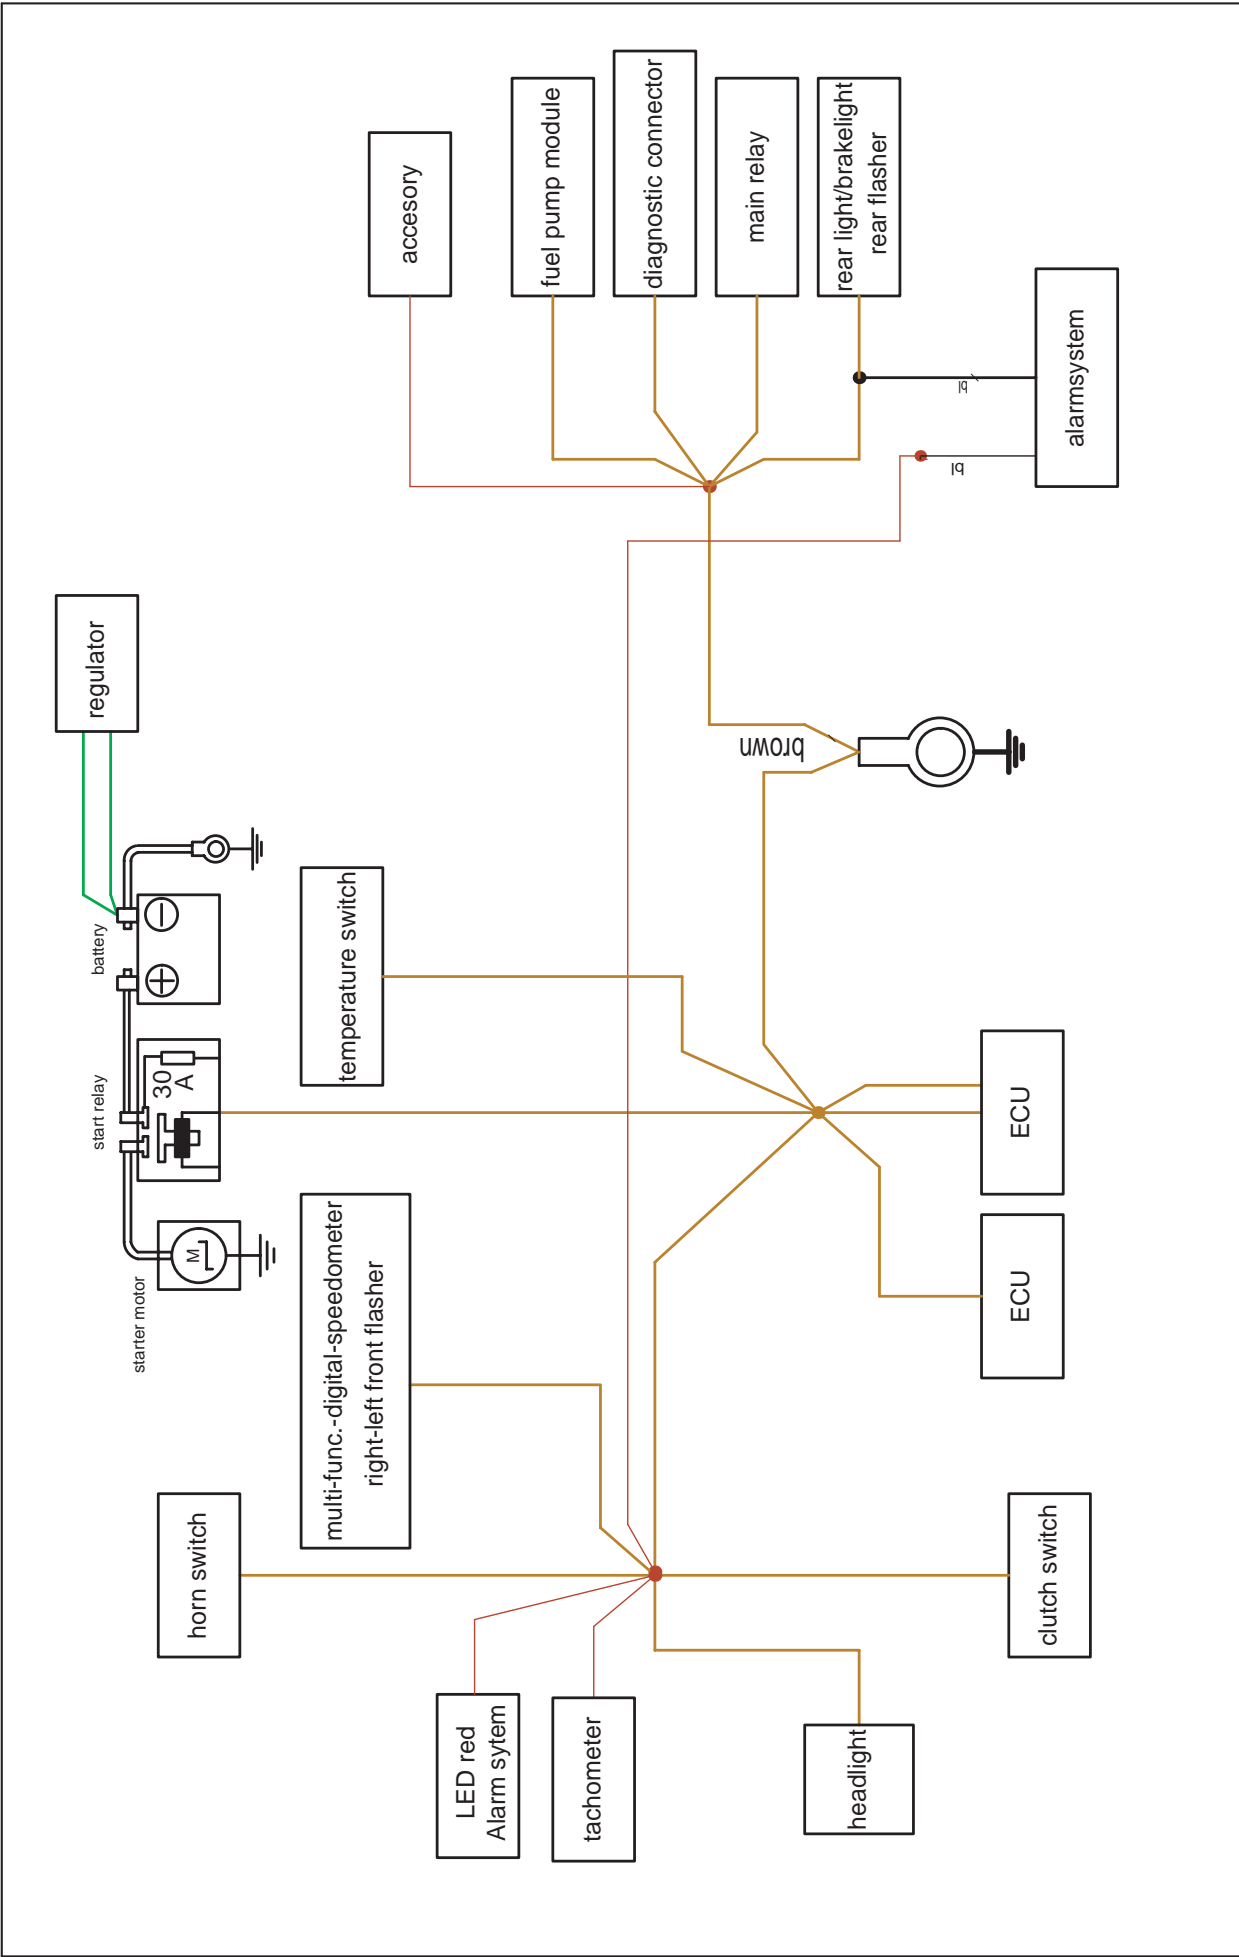 accesory
fuel pump module
diagnostic connector
main relay
rear light/brakelight
rear flasher
alarmsystem
bl
bl
regulator
battery
start relay
30
A
starter motor
M
temperature switch
brown
multi-func.-digital-speedometer
right-left front flasher
ECU
ECU
horn switch
clutch switch
LED red
Alarm sytem
tachometer
headlight